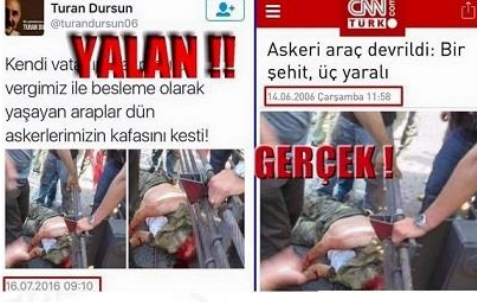 Turan Dursun
@turandursun06
YALAN !!
Kendi
vergimiz ile besleme olarak
yaşayan araplar dün
askerlerimizin kafasını kesti!
16.07.2016 09:10
CNN
TÜRK
.com
Askeri araç devrildi: Bir
şehit, üç yaralı
14.06.2006 Çarşamba 11:58
GERÇEK !